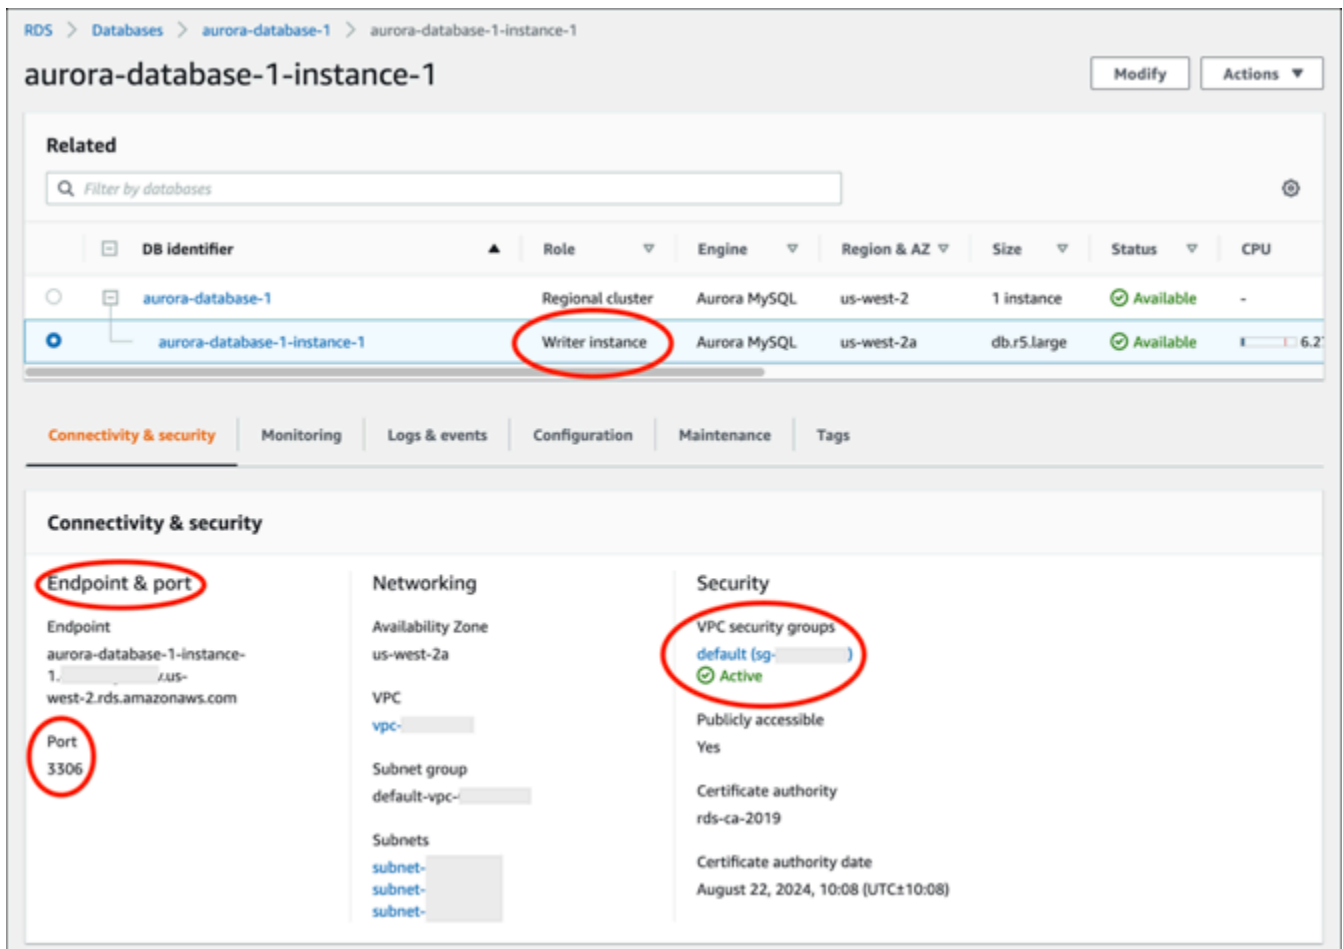 RDS > Databases > aurora-database-1 > aurora-database-1-instance-1
aurora-database-1-instance-1
Modify
Actions
Related
Filter by databases
DB identifier Role Engine Region & AZ Size Status CPU
aurora-database-1 Regional cluster Aurora MySQL us-west-2 1 instance Available -
aurora-database-1-instance-1 Writer instance Aurora MySQL us-west-2a db.r5.large Available 6.2
Connectivity & security Monitoring Logs & events Configuration Maintenance Tags
Connectivity & security
Endpoint & port
Endpoint
aurora-database-1-instance-
1. .us-
west-2.rds.amazonaws.com
Port
3306
Networking
Availability Zone
us-west-2a
VPC
vpc-
Subnet group
default-vpc-
Subnets
subnet-
subnet-
subnet-
Security
VPC security groups
default (sg- )
Active
Publicly accessible
Yes
Certificate authority
rds-ca-2019
Certificate authority date
August 22, 2024, 10:08 (UTC±10:08)